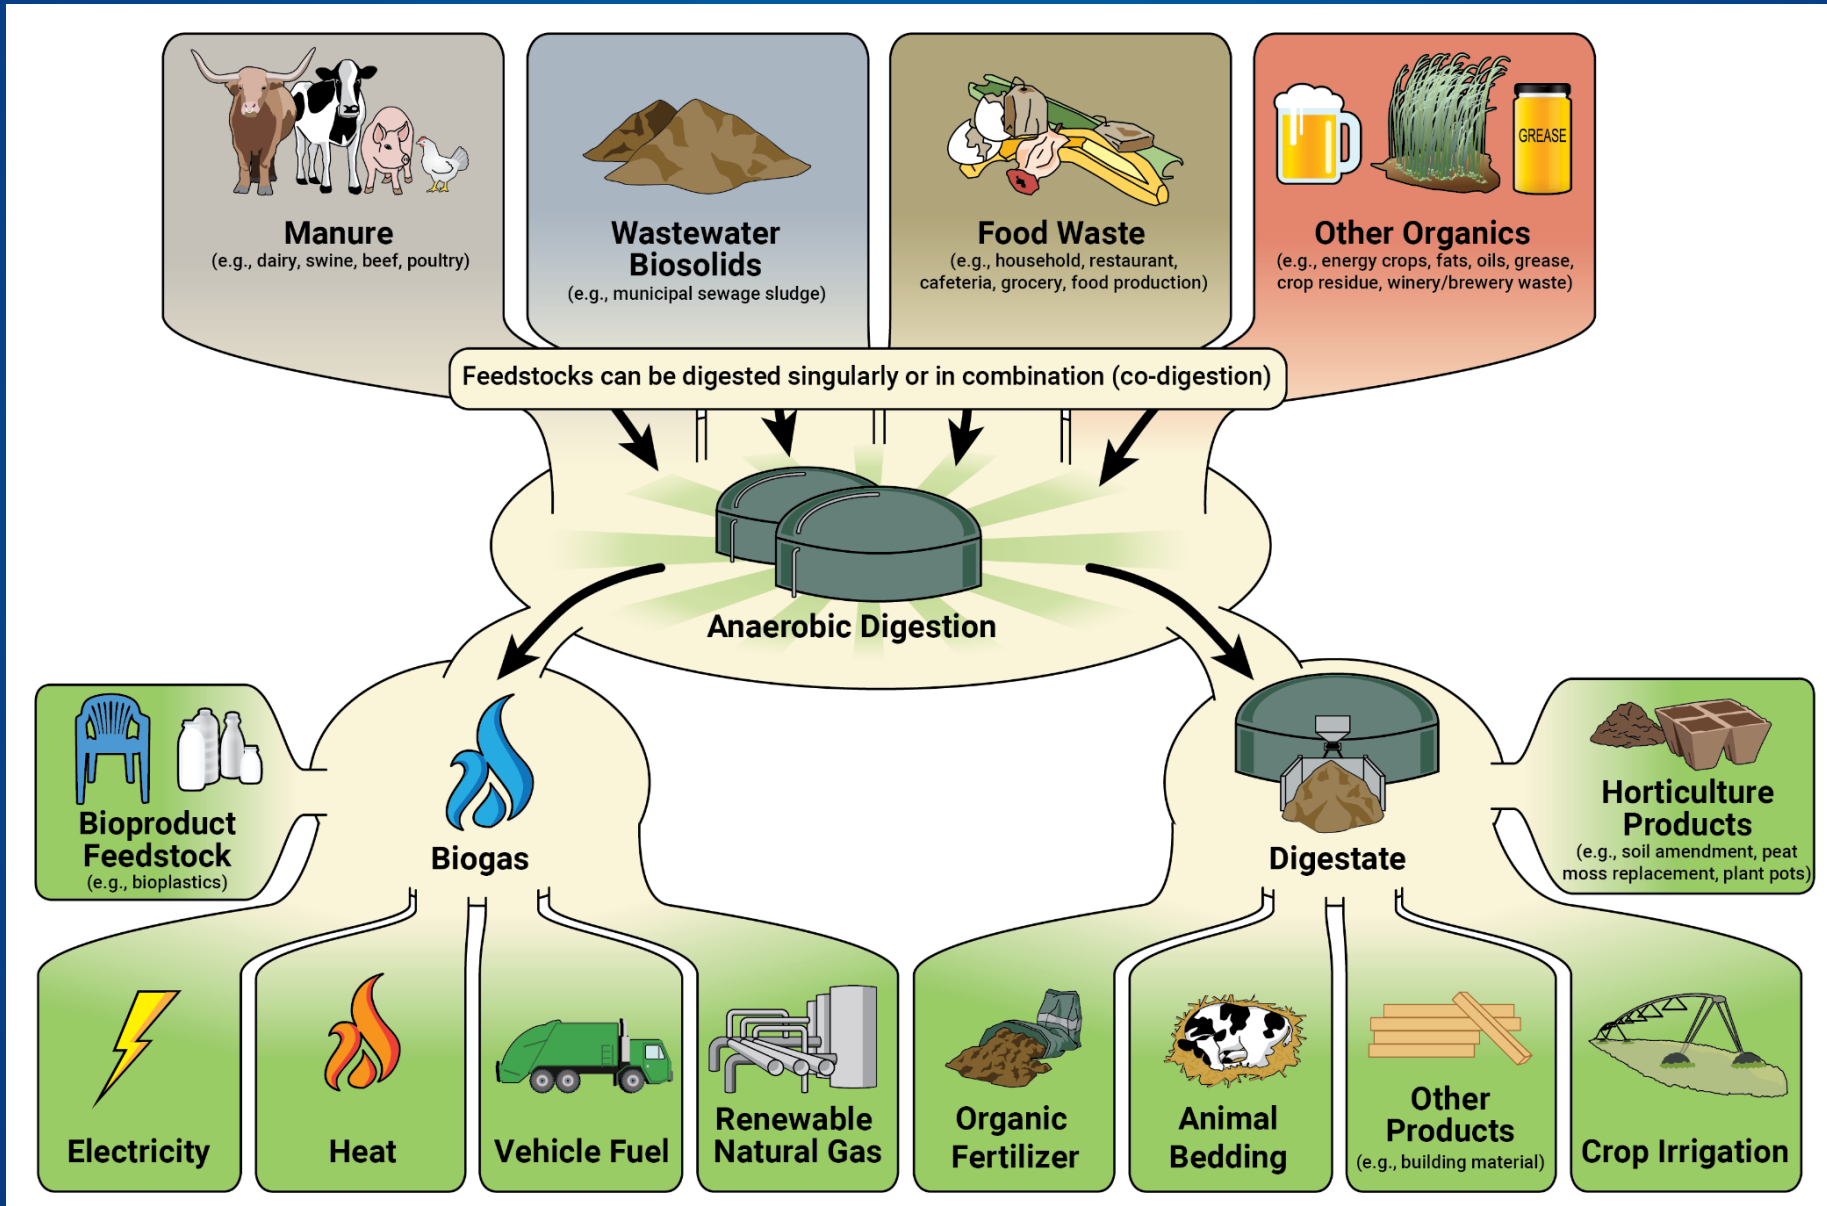 Manure
(e.g., dairy, swine, beef, poultry)
Wastewater
Biosolids
(e.g., municipal sewage sludge)
Food Waste
(e.g., household, restaurant,
cafeteria, grocery, food production)
GREASE
Other Organics
(e.g., energy crops, fats, oils, grease,
crop residue, winery/brewery waste)
Feedstocks can be digested singularly or in combination (co-digestion)
Anaerobic Digestion
Bioproduct
Feedstock
(e.g., bioplastics)
Biogas
Digestate
Horticulture
Products
(e.g., soil amendment, peat
moss replacement, plant pots)
Electricity
Heat
Vehicle Fuel
Renewable
Natural Gas
Organic
Fertilizer
Animal
Bedding
Other
Products
(e.g., building material)
Crop Irrigation